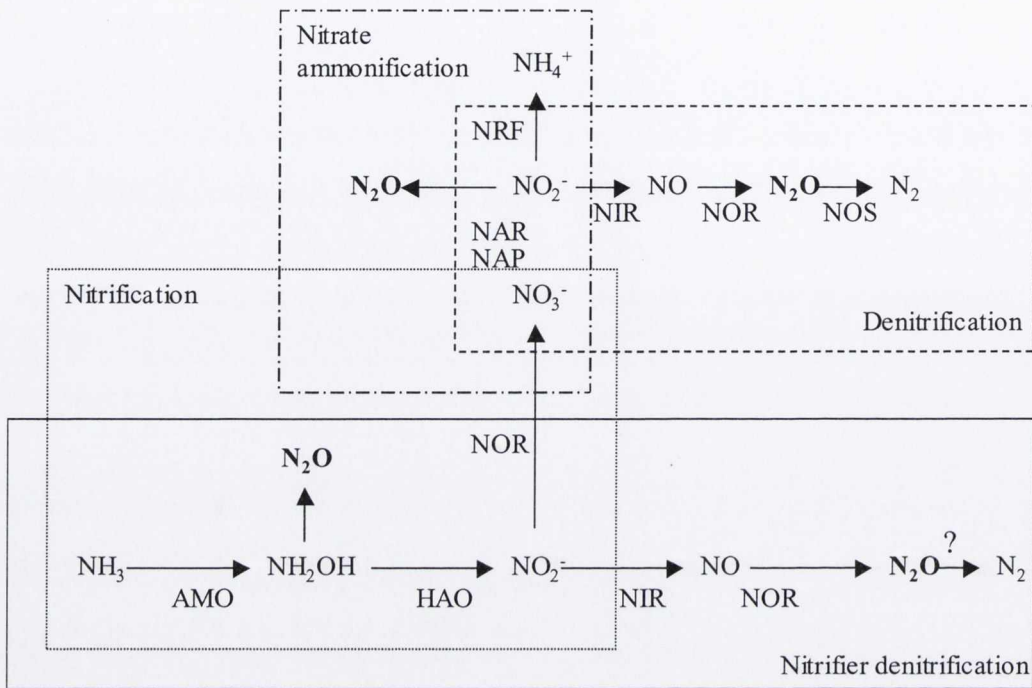 Nitrate
ammonification
NH₄⁺
NRF
N₂O NO₂⁻ NO N₂O N₂
NIR NOR NOS
NAR
NAP
Nitrification
NO₃⁻
Denitrification
NOR
N₂O
?
NH₃ NH₂OH NO₂⁻ NO N₂O N₂
AMO HAO NIR NOR
Nitrifier denitrification